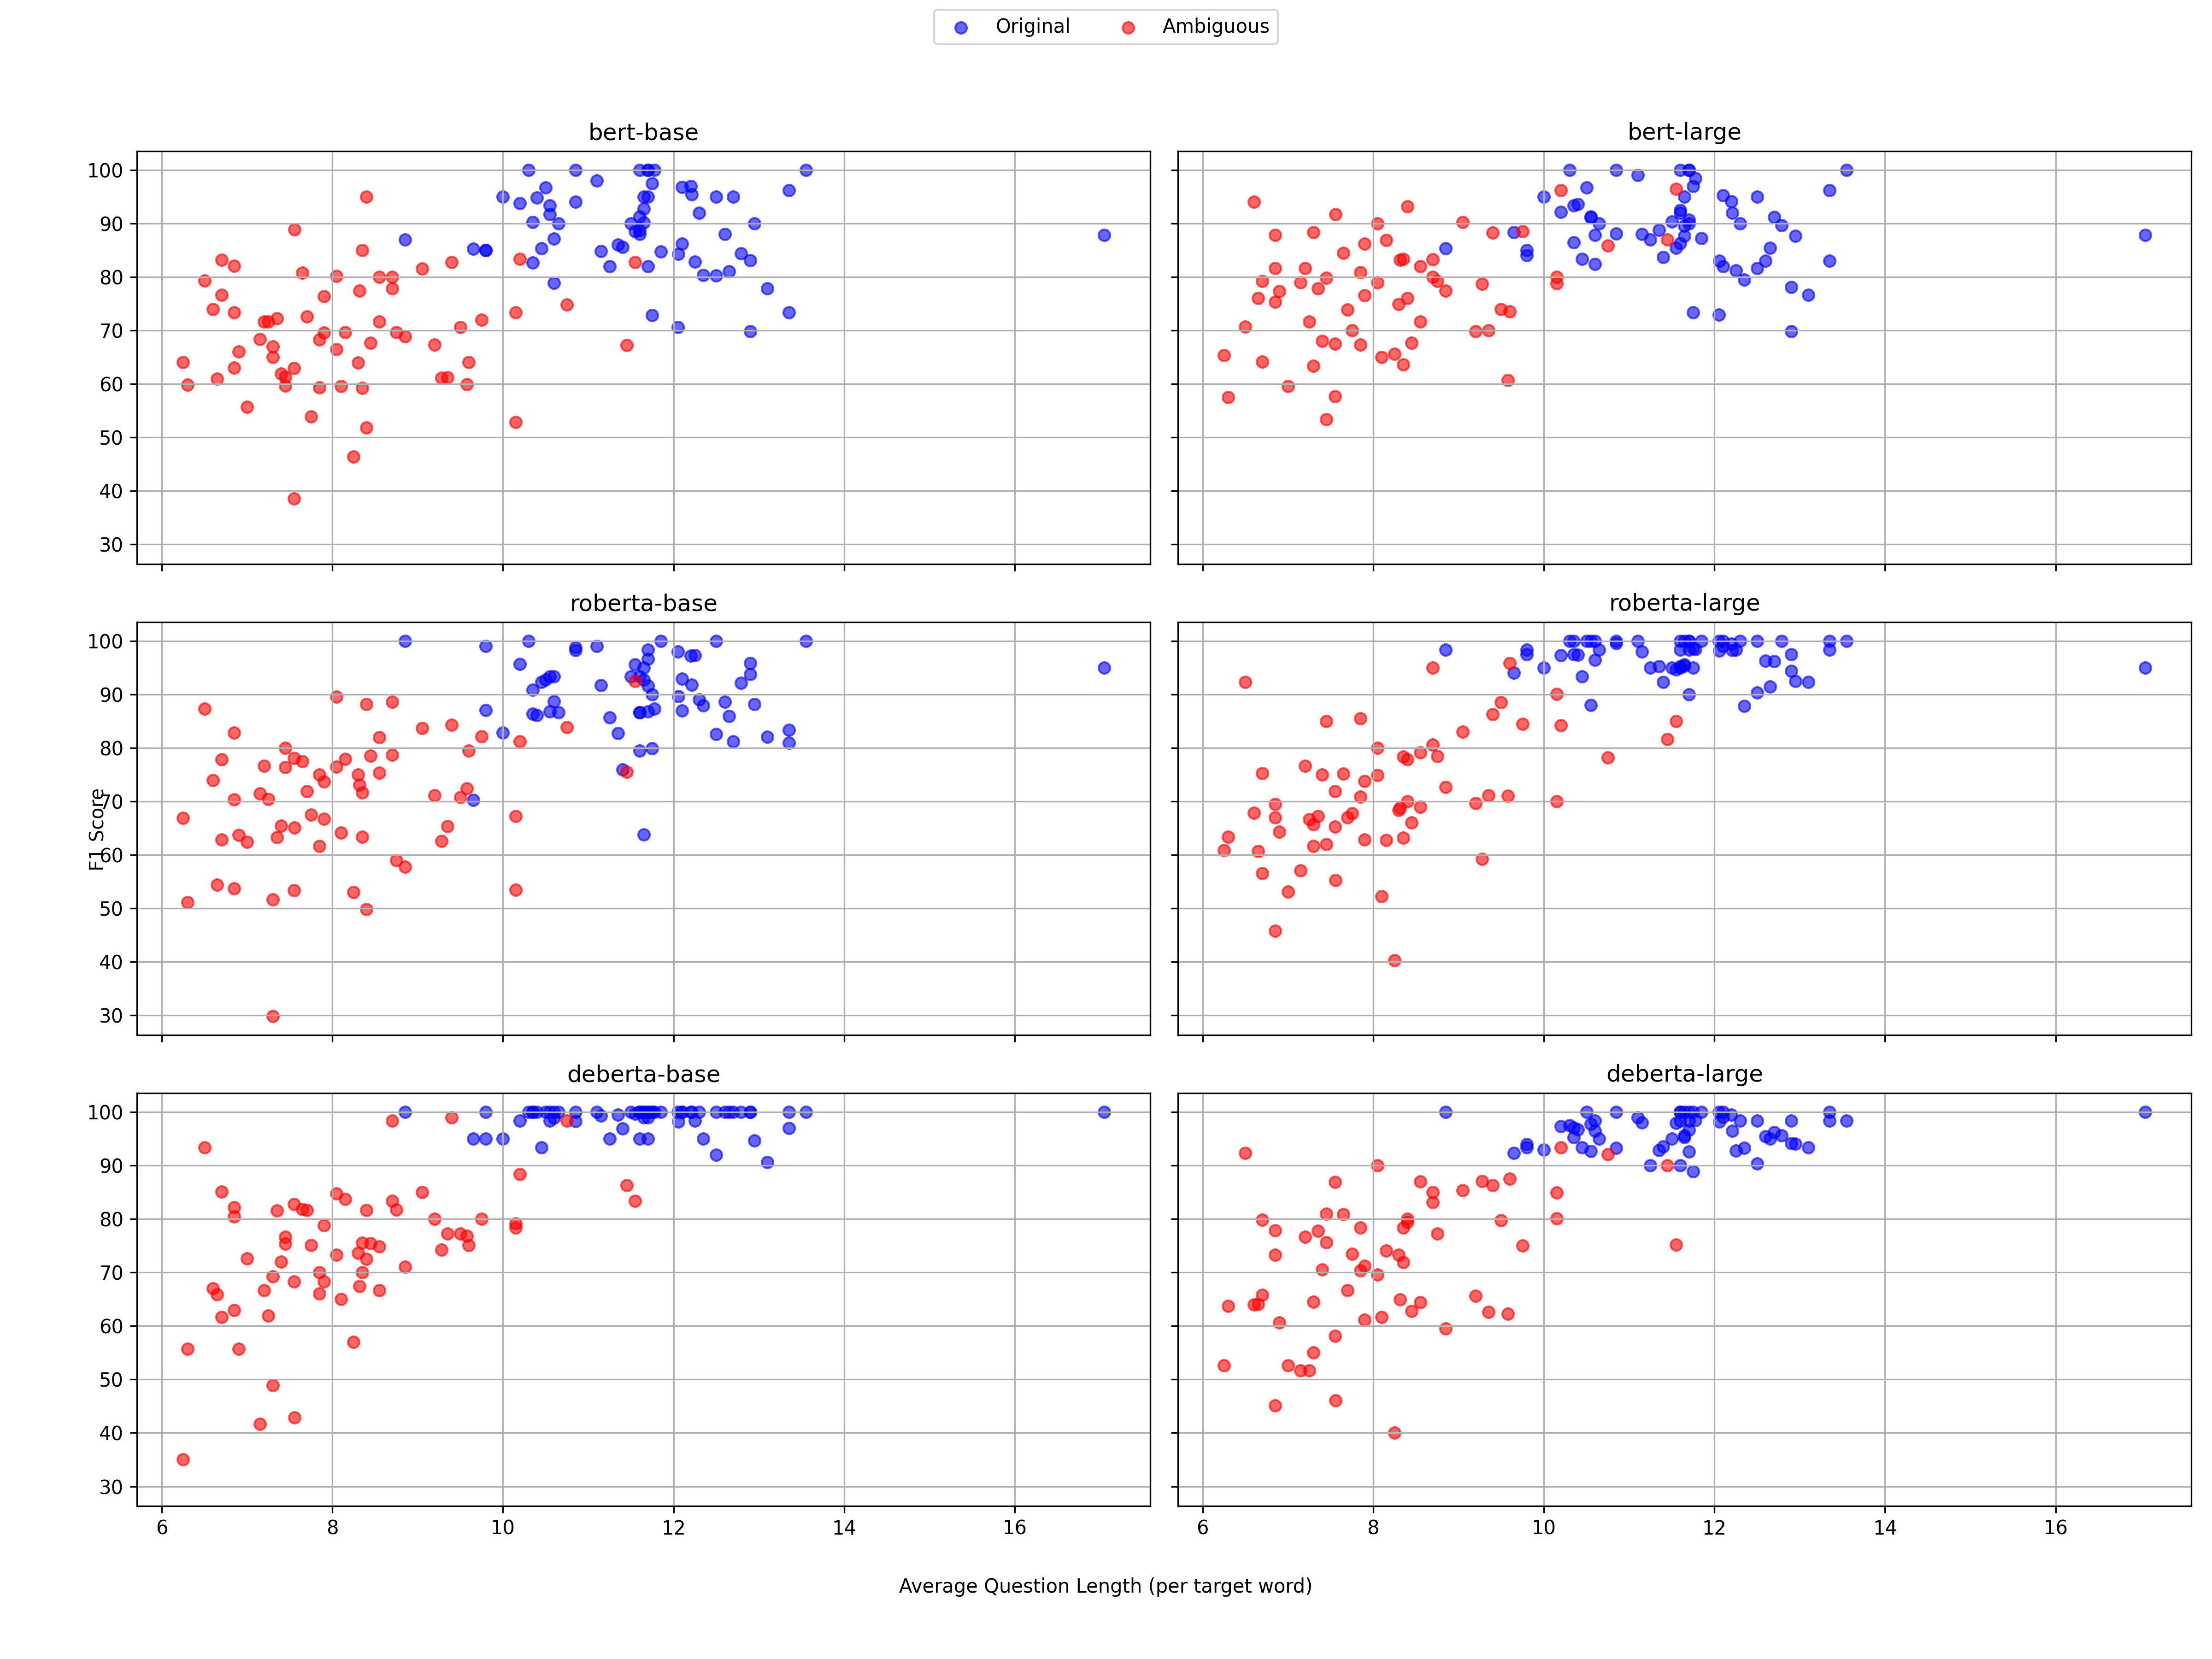 Original Ambiguous
bert-base
100
90
80
70
60
50
40
30
bert-large
roberta-base
100
90
80
70
60
50
40
30
F1 Score
roberta-large
deberta-base
100
90
80
70
60
50
40
30
6 8 10 12 14 16
deberta-large
6 8 10 12 14 16
Average Question Length (per target word)